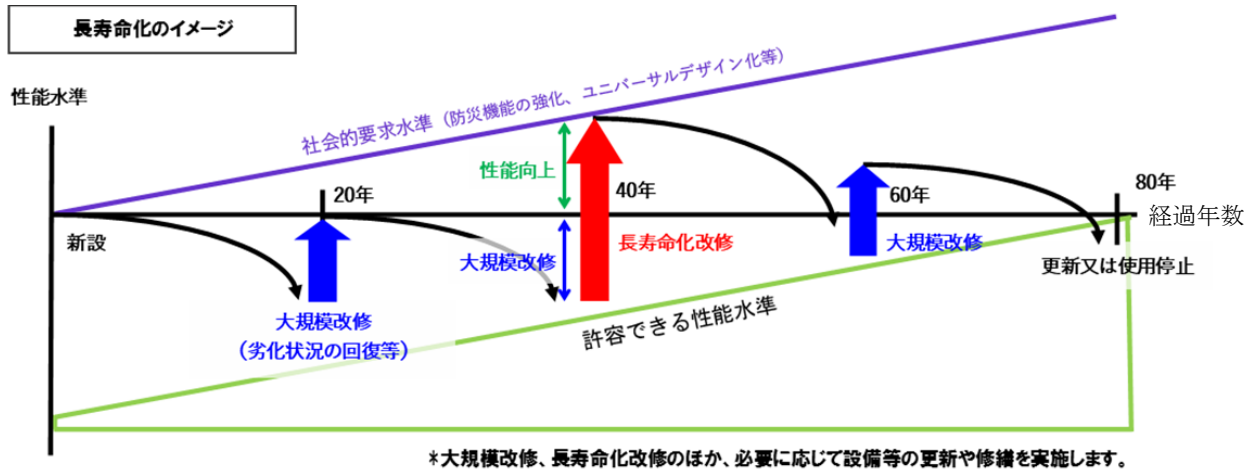 長寿命化のイメージ
性能水準
社会的要求水準（防災機能の強化、ユニバーサルデザイン化等）
性能向上
20年
40年
60年
80年
経過年数
新設
大規模改修
長寿命化改修
大規模改修
更新又は使用停止
大規模改修
（劣化状況の回復等）
許容できる性能水準
*大規模改修、長寿命化改修のほか、必要に応じて設備等の更新や修繕を実施します。